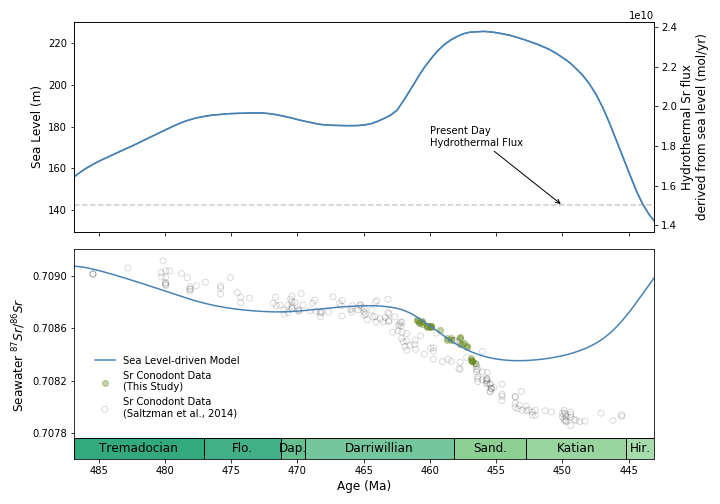 1e10
220
200
180
160
140
Sea Level (m)
Present Day
Hydrothermal Flux
2.4
2.2
2.0
1.8
1.6
1.4
Hydrothermal Sr flux
derived from sea level (mol/yr)
0.7090
0.7086
0.7082
0.7078
Seawater ⁸⁷Sr/⁸⁶Sr
Sea Level-driven Model
Sr Conodont Data
(This Study)
Sr Conodont Data
(Saltzman et al., 2014)
Tremadocian Flo. Dap. Darriwillian Sand. Katian Hir.
485 480 475 470 465 460 455 450 445
Age (Ma)